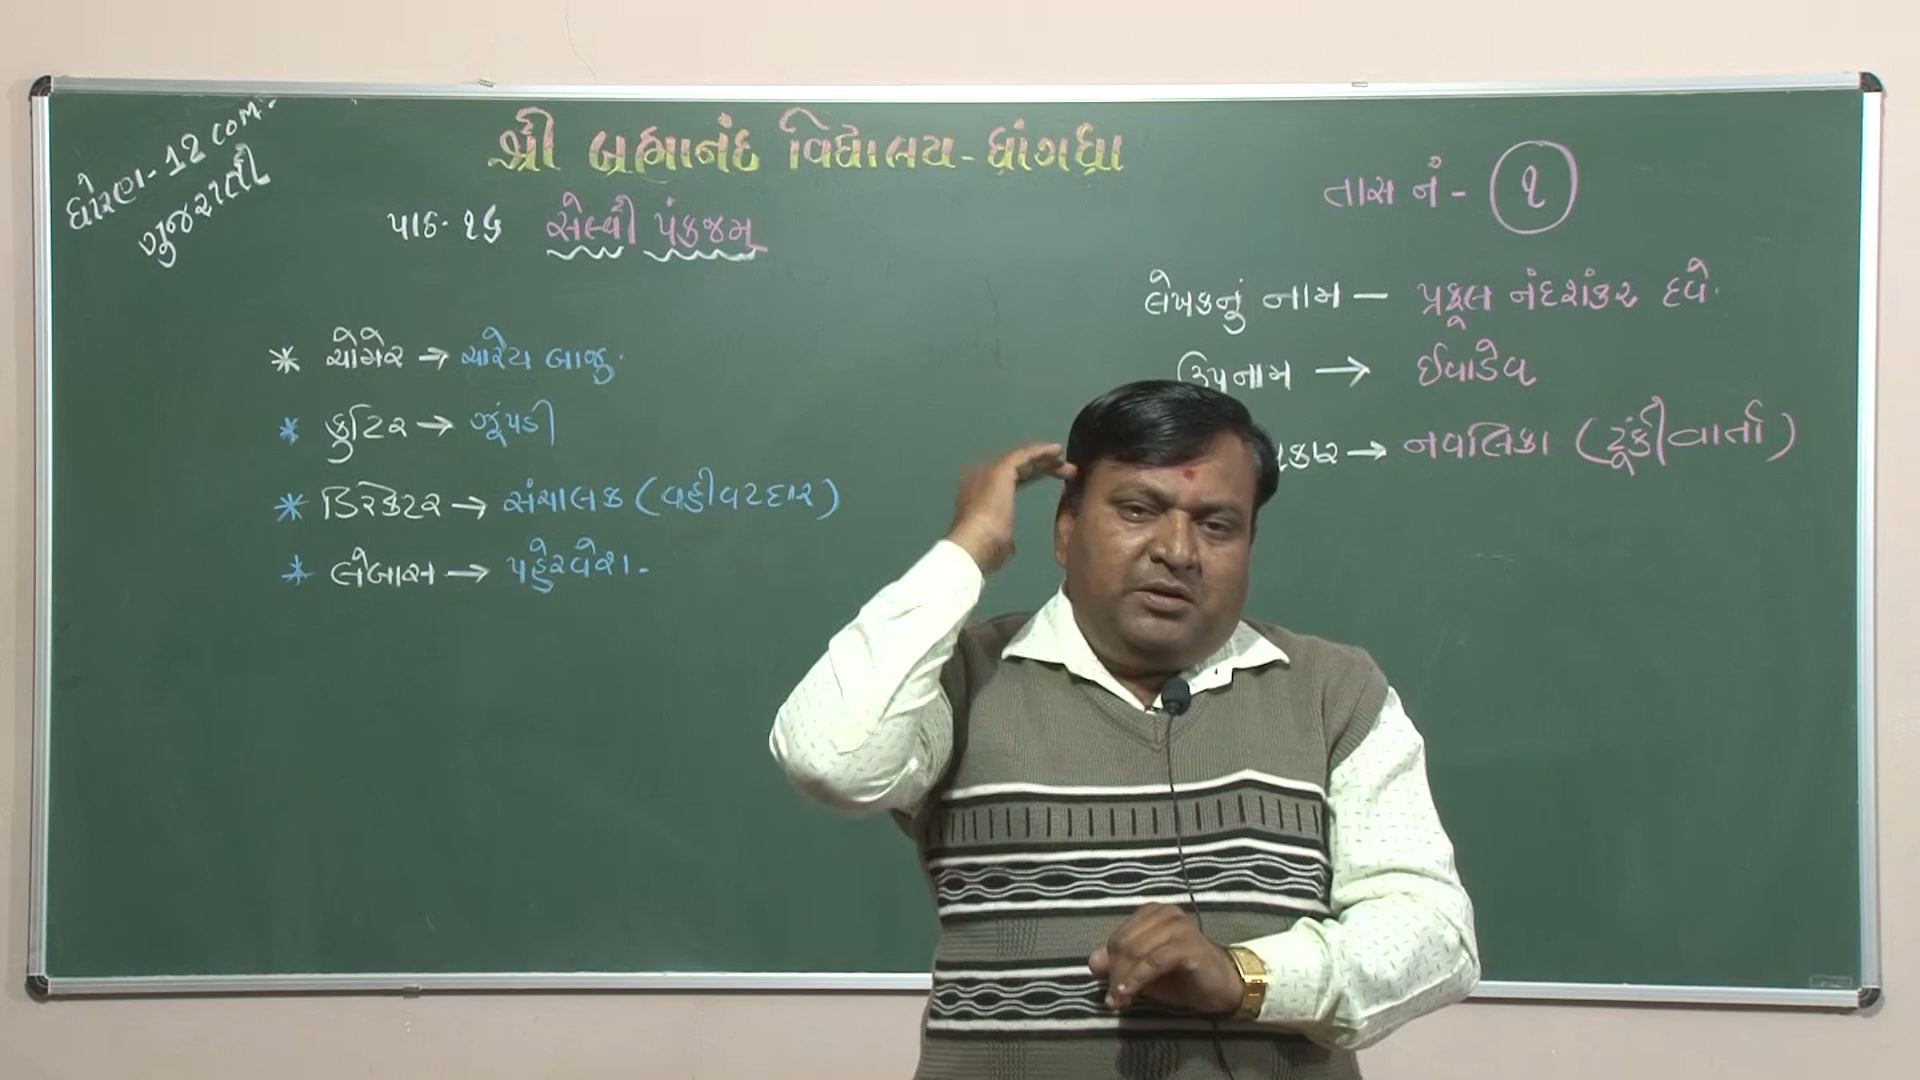 ધોરણ-12 com.
ગુજરાતી
શ્રી બ્રહ્માનંદ વિદ્યાલય-ધ્રાંગધ્રા
તાસ નં- ૧
પાઠ-૧૬ સેલ્વી પંકજમ્
લેખકનું નામ – પ્રફૂલ નંદશંકર દવે.
ઉપનામ → ઈવાડેવ
→ નવલિકા (ટૂંકીવાર્તા)
* ચોમેર → ચારેય બાજુ.
* કુટિર → ઝૂંપડી
* ડિરેક્ટર → સંચાલક (વહીવટદાર)
* લેબાસ → પહેરવેશ.